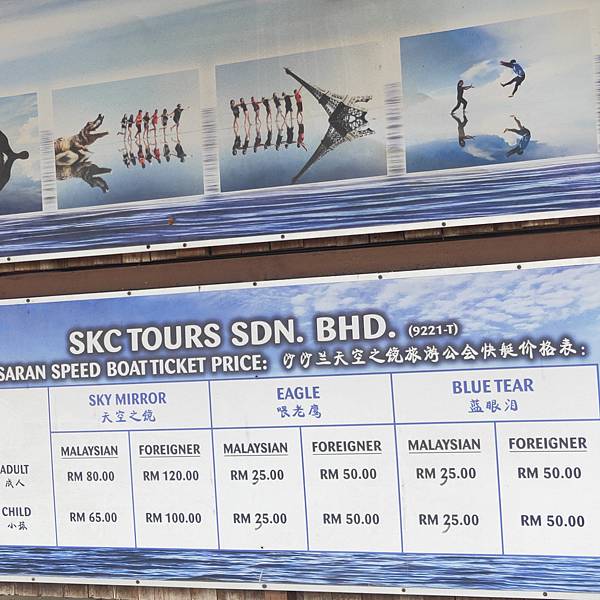 SKC TOURS SDN. BHD. (9221-T)
SARAN SPEED BOAT TICKET PRICE: 沙沙兰天空之镜旅游公会快艇价格表:
SKY MIRROR EAGLE BLUE TEAR
天空之镜 喂老鹰 蓝眼泪
MALAYSIAN FOREIGNER MALAYSIAN FOREIGNER MALAYSIAN FOREIGNER
ADULT RM 80.00 RM 120.00 RM 25.00 RM 50.00 RM 25.00 RM 50.00
成人
CHILD RM 65.00 RM 100.00 RM 25.00 RM 50.00 RM 25.00 RM 50.00
小孩